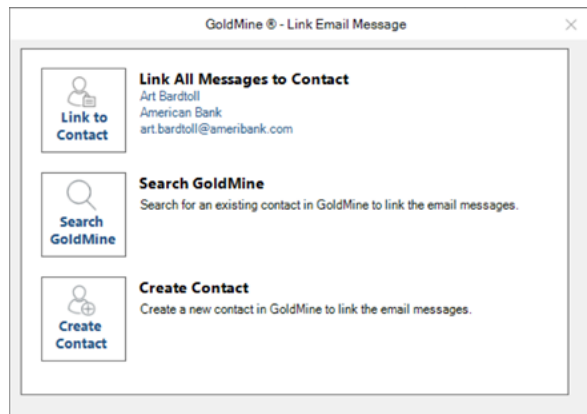 GoldMine ® - Link Email Message
Link to
Contact
Link All Messages to Contact
Art Bardtoll
American Bank
art.bardtoll@ameribank.com
Search
GoldMine
Search GoldMine
Search for an existing contact in GoldMine to link the email messages.
Create
Contact
Create Contact
Create a new contact in GoldMine to link the email messages.